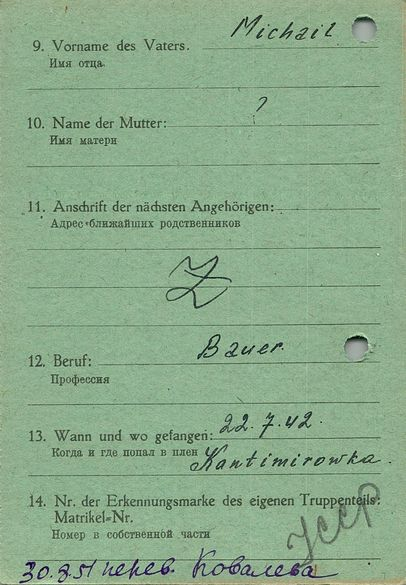 9. Vorname des Vaters. Michail
Имя отца.
10. Name der Mutter: ?
Имя матери
11. Anschrift der nächsten Angehörigen:
Адрес ближайших родственников
Z
12. Beruf: Bauer.
Профессия
13. Wann und wo gefangen: 22.7.42.
Когда и где попал в плен Kantimirowka.
14. Nr. der Erkennungsmarke des eigenen Truppenteils:
Matrikel=Nr.
Номер в собственной части
УССР
30.8.51 перев. Ковалева